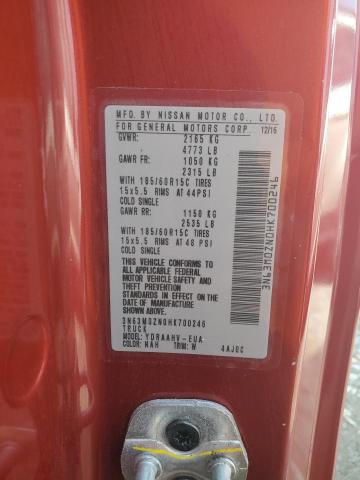 MFD. BY NISSAN MOTOR CO., LTD.
FOR GENERAL MOTORS CORP. 12/16
GVWR: 2165 KG
4773 LB
GAWR FR: 1050 KG
2315 LB
WITH 185/60R15C TIRES
15x5.5 RIMS AT 44PSI
COLD SINGLE
GAWR RR: 1150 KG
2535 LB
WITH 185/60R15C TIRES
15x5.5 RIMS AT 48 PSI
COLD SINGLE
THIS VEHICLE CONFORMS TO ALL
APPLICABLE FEDERAL MOTOR
VEHICLE SAFETY AND THEFT
PREVENTION STANDARDS IN
EFFECT ON THE DATE OF
MANUFACTURE SHOWN ABOVE.
3N63M0ZN0HK700246
TRUCK
MODEL: YDRAAHV-EUA
COLOR: NAH TRIM: W 4AJ0C
3N63M0ZN0HK700246